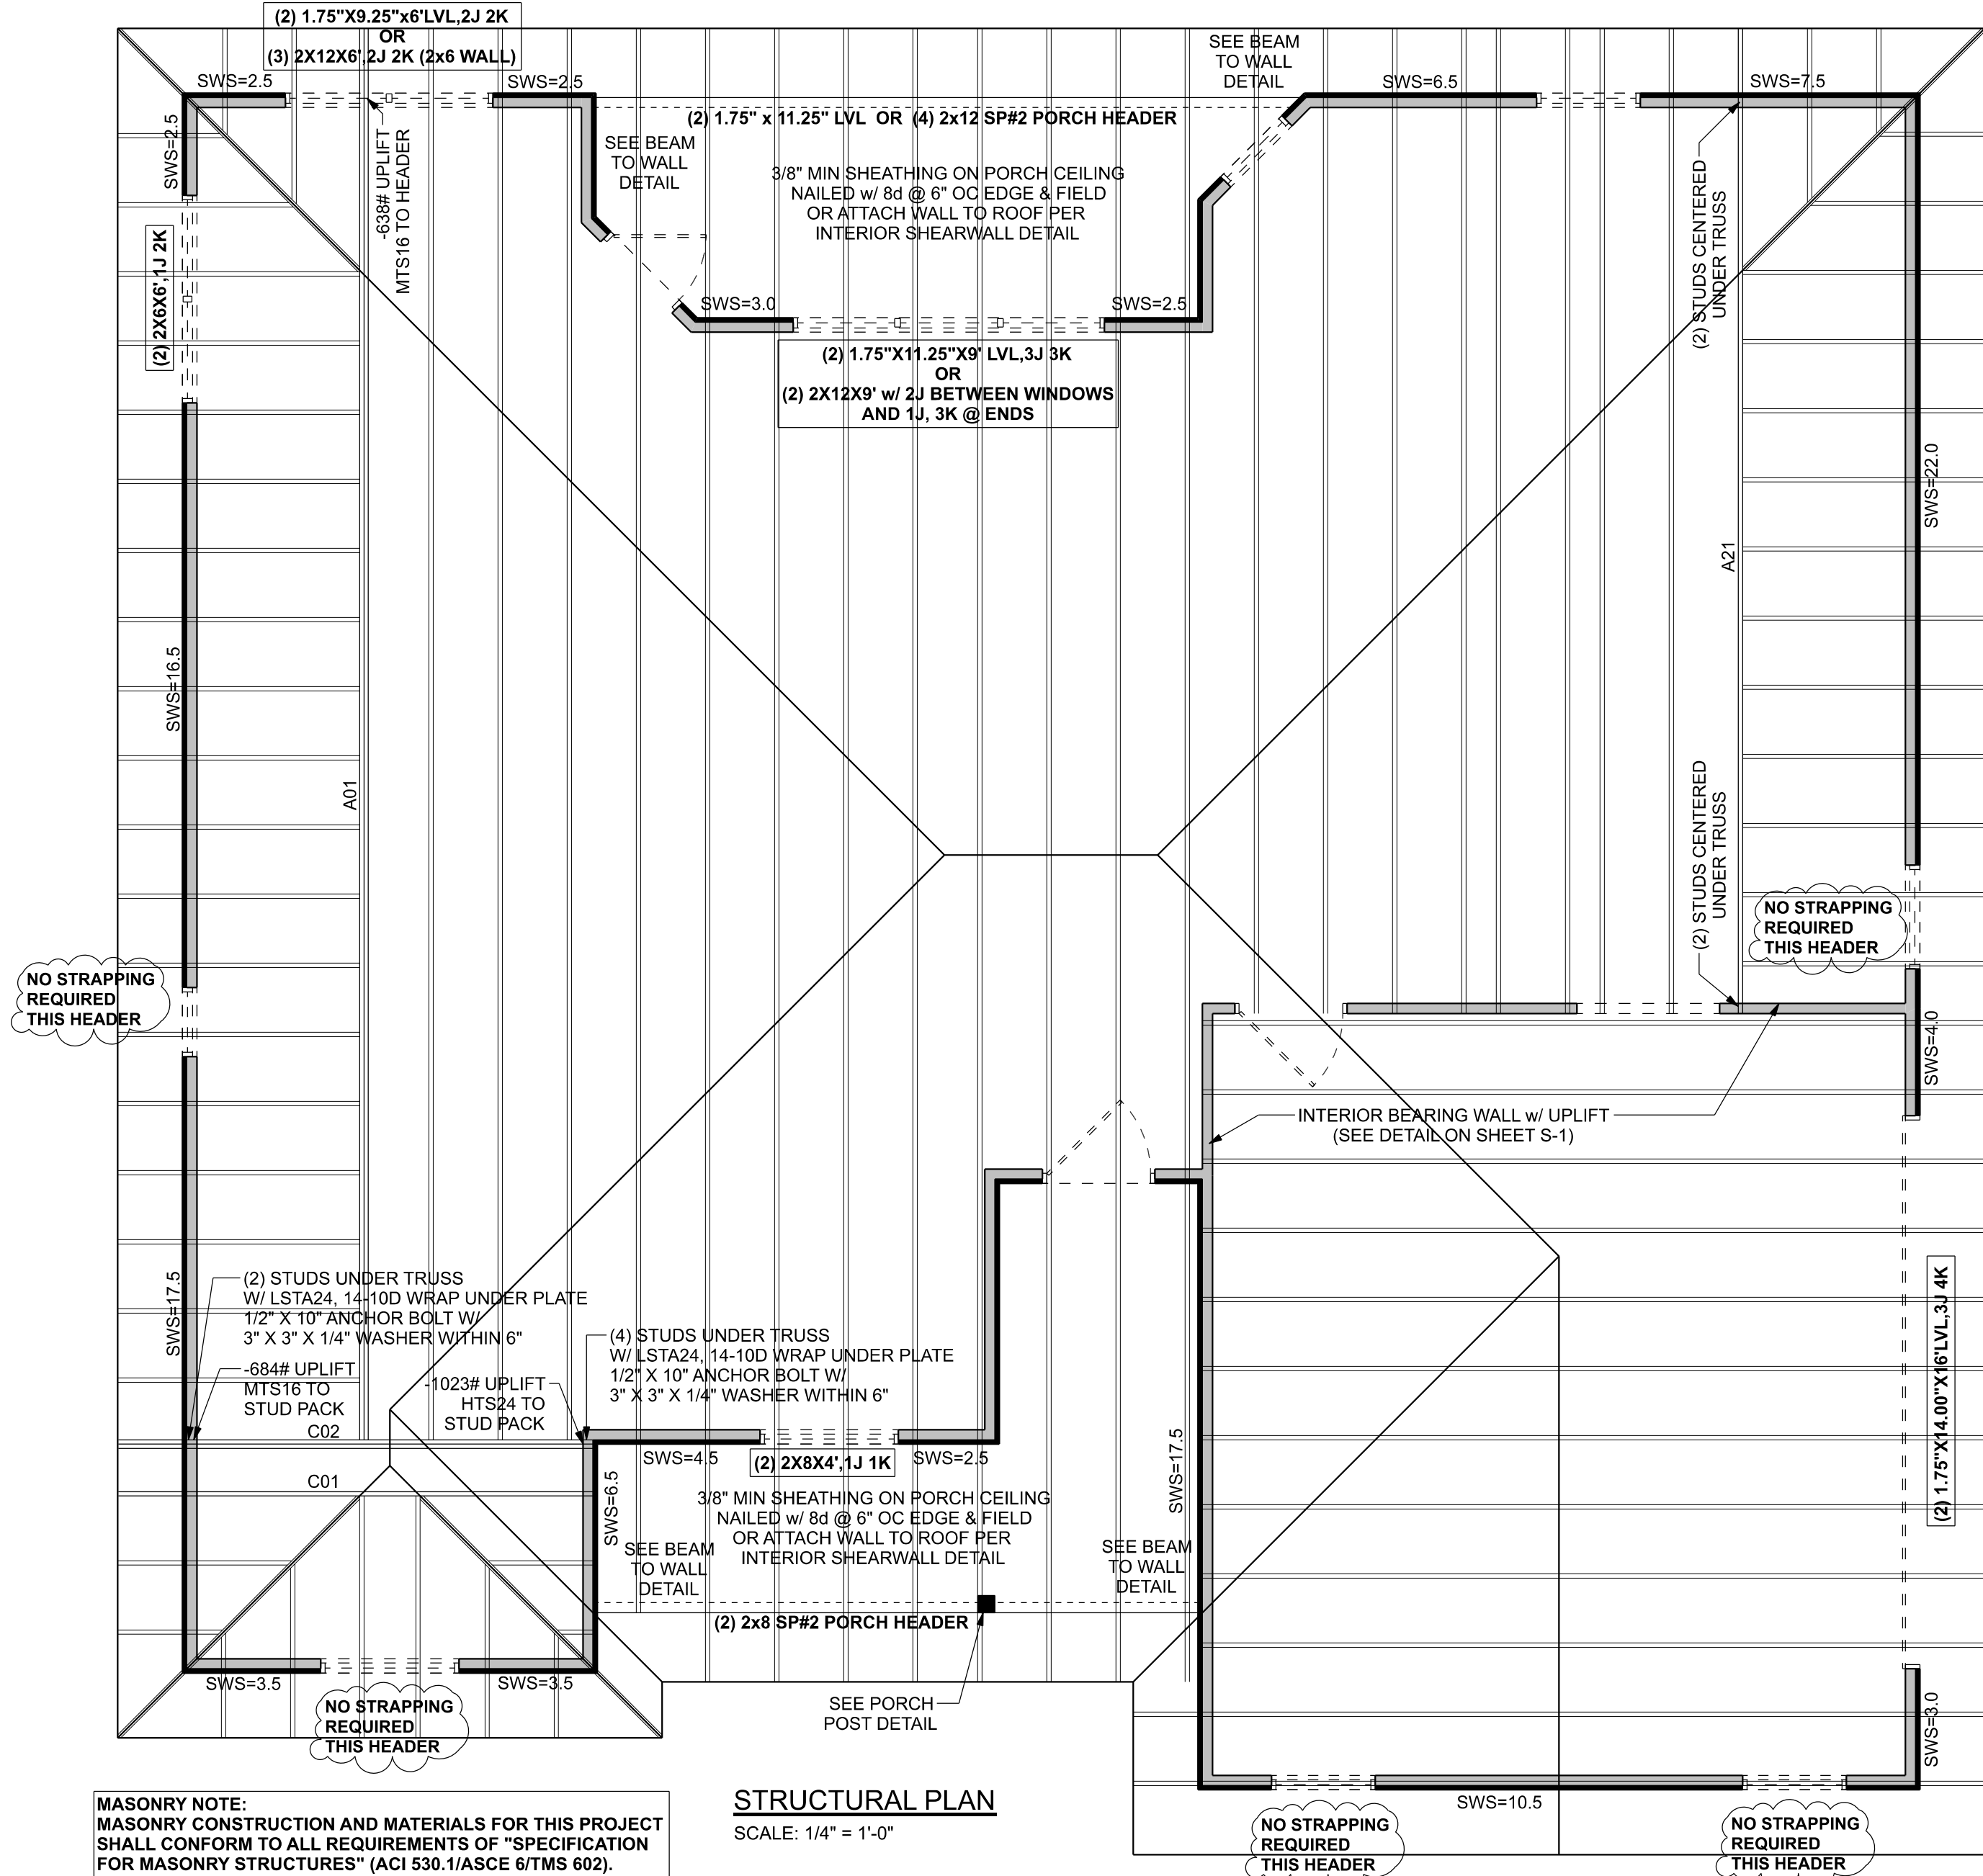 (2) 1.75"X9.25"x6'LVL,2J 2K
OR
(3) 2X12X6',2J 2K (2x6 WALL)
SWS=2.5
SWS=2.5
SEE BEAM
TO WALL
DETAIL
SWS=6.5
SWS=7.5
SWS=2.5
-638# UPLIFT
MTS16 TO HEADER
(2) 1.75" x 11.25" LVL OR (4) 2x12 SP#2 PORCH HEADER
SEE BEAM
TO WALL
DETAIL
3/8" MIN SHEATHING ON PORCH CEILING
NAILED w/ 8d @ 6" OC EDGE & FIELD
OR ATTACH WALL TO ROOF PER
INTERIOR SHEARWALL DETAIL
(2) STUDS CENTERED
UNDER TRUSS
(2) 2X6X6',1J 2K
SWS=3.0
SWS=2.5
(2) 1.75"X11.25"X9' LVL,3J 3K
OR
(2) 2X12X9' w/ 2J BETWEEN WINDOWS
AND 1J, 3K @ ENDS
SWS=22.0
A21
SWS=16.5
A01
(2) STUDS CENTERED
UNDER TRUSS
NO STRAPPING
REQUIRED
THIS HEADER
NO STRAPPING
REQUIRED
THIS HEADER
SWS=4.0
INTERIOR BEARING WALL w/ UPLIFT
(SEE DETAIL ON SHEET S-1)
SWS=17.5
(2) STUDS UNDER TRUSS
W/ LSTA24, 14-10D WRAP UNDER PLATE
1/2" X 10" ANCHOR BOLT W/
3" X 3" X 1/4" WASHER WITHIN 6"
-684# UPLIFT
MTS16 TO
STUD PACK
-1023# UPLIFT
HTS24 TO
STUD PACK
(4) STUDS UNDER TRUSS
W/ LSTA24, 14-10D WRAP UNDER PLATE
1/2" X 10" ANCHOR BOLT W/
3" X 3" X 1/4" WASHER WITHIN 6"
(2) 1.75"X14.00"X16'LVL,3J 4K
C02
C01
SWS=4.5
(2) 2X8X4',1J 1K
SWS=2.5
SWS=17.5
SWS=6.5
3/8" MIN SHEATHING ON PORCH CEILING
NAILED w/ 8d @ 6" OC EDGE & FIELD
OR ATTACH WALL TO ROOF PER
INTERIOR SHEARWALL DETAIL
SEE BEAM
TO WALL
DETAIL
SEE BEAM
TO WALL
DETAIL
(2) 2x8 SP#2 PORCH HEADER
SWS=3.5
SWS=3.5
NO STRAPPING
REQUIRED
THIS HEADER
SEE PORCH
POST DETAIL
SWS=3.0
SWS=10.5
NO STRAPPING
REQUIRED
THIS HEADER
NO STRAPPING
REQUIRED
THIS HEADER
STRUCTURAL PLAN
SCALE: 1/4" = 1'-0"
MASONRY NOTE:
MASONRY CONSTRUCTION AND MATERIALS FOR THIS PROJECT
SHALL CONFORM TO ALL REQUIREMENTS OF "SPECIFICATION
FOR MASONRY STRUCTURES" (ACI 530.1/ASCE 6/TMS 602).